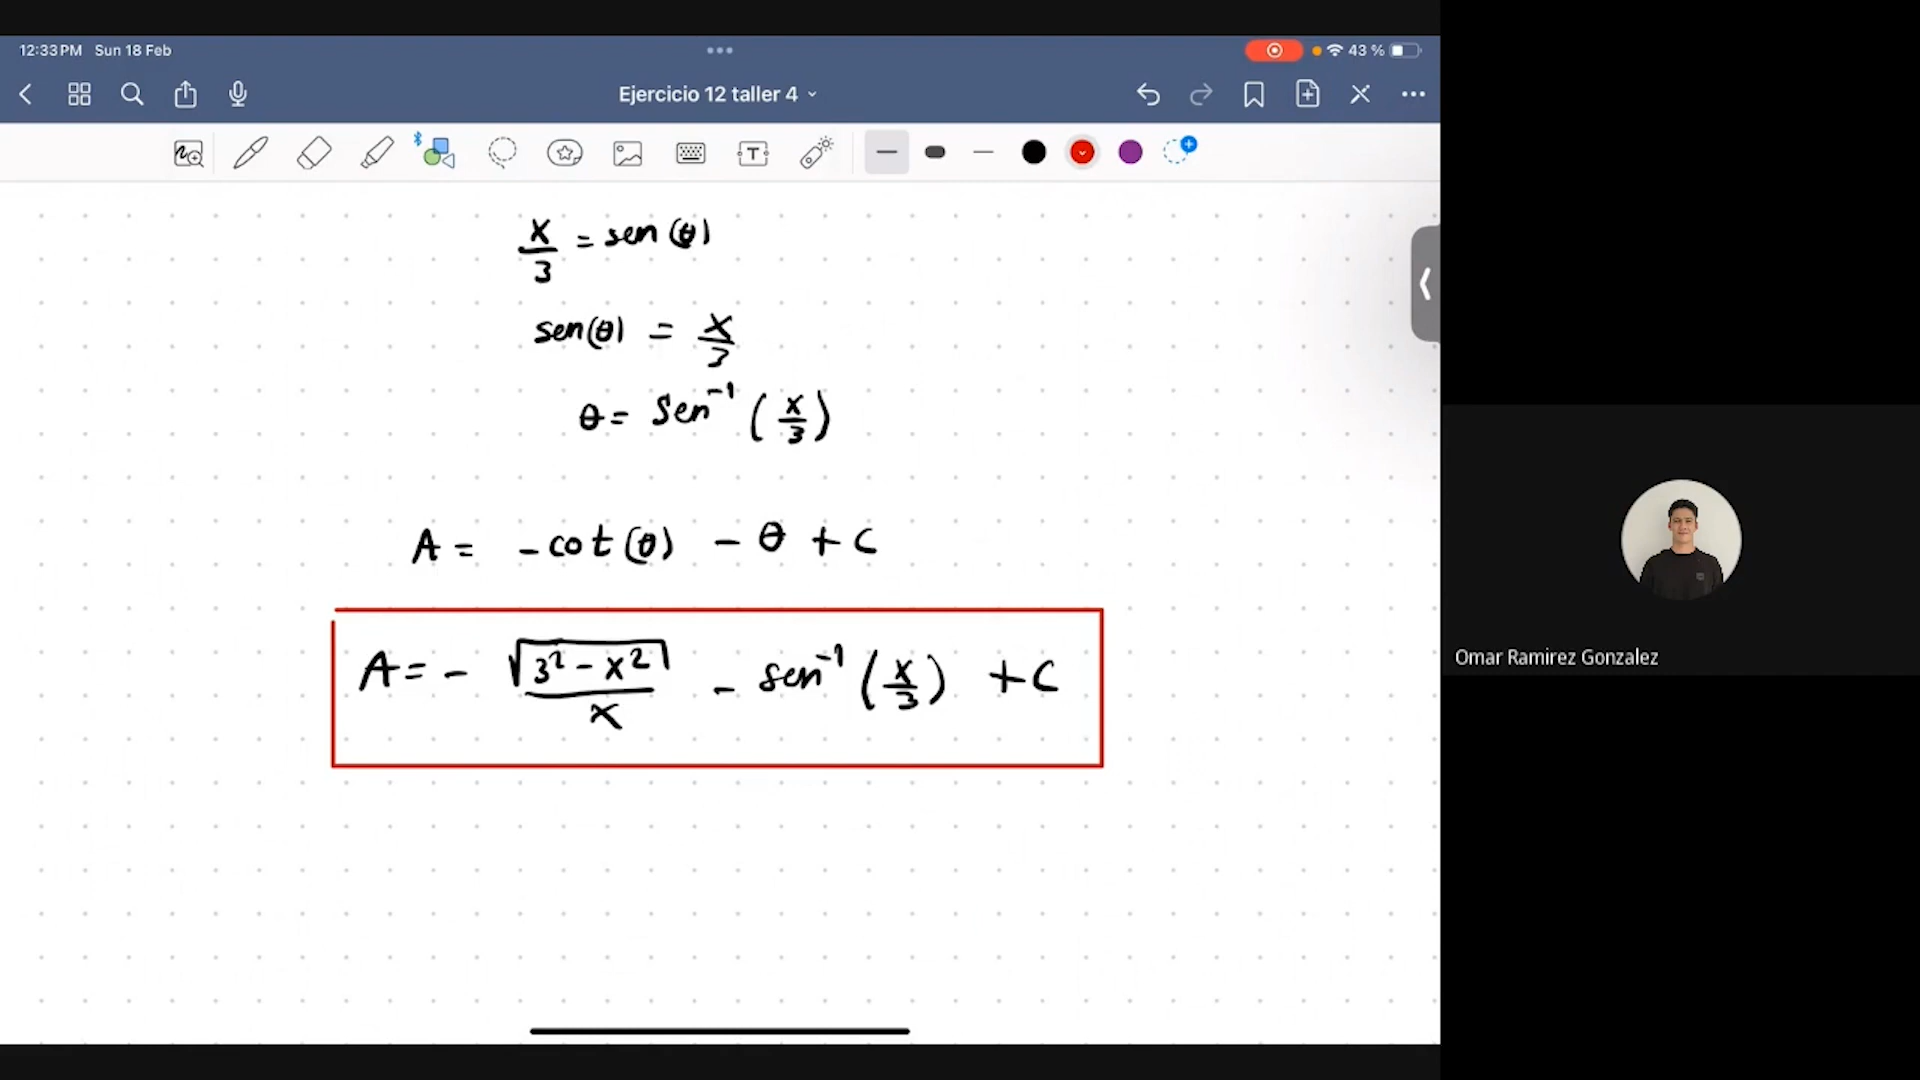 12:33 PM Sun 18 Feb
43 %
Ejercicio 12 taller 4
x/3 = sen(θ)
sen(θ) = x/3
θ = sen⁻¹ (x/3)
A = -cot(θ) - θ + C
A = - √(3² - x²)/x - sen⁻¹ (x/3) + C
Omar Ramirez Gonzalez